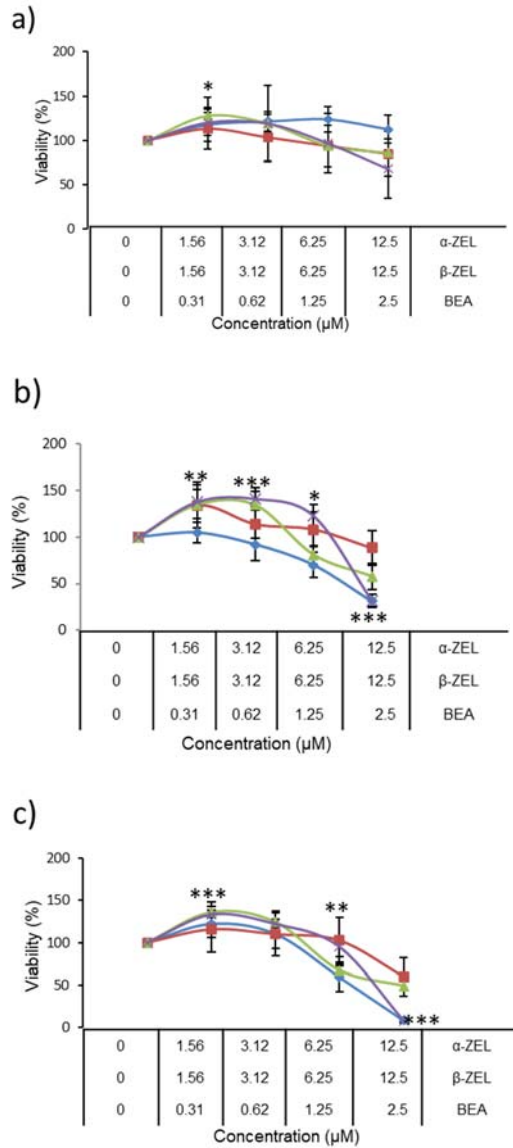 a)
*
200
150
100
50
0
Viability (%)
0 1.56 3.12 6.25 12.5 α-ZEL
0 1.56 3.12 6.25 12.5 β-ZEL
0 0.31 0.62 1.25 2.5 BEA
Concentration (µM)
b)
** *** * ***
200
150
100
50
0
Viability (%)
0 1.56 3.12 6.25 12.5 α-ZEL
0 1.56 3.12 6.25 12.5 β-ZEL
0 0.31 0.62 1.25 2.5 BEA
Concentration (µM)
c)
*** ** ***
200
150
100
50
0
Viability (%)
0 1.56 3.12 6.25 12.5 α-ZEL
0 1.56 3.12 6.25 12.5 β-ZEL
0 0.31 0.62 1.25 2.5 BEA
Concentration (µM)